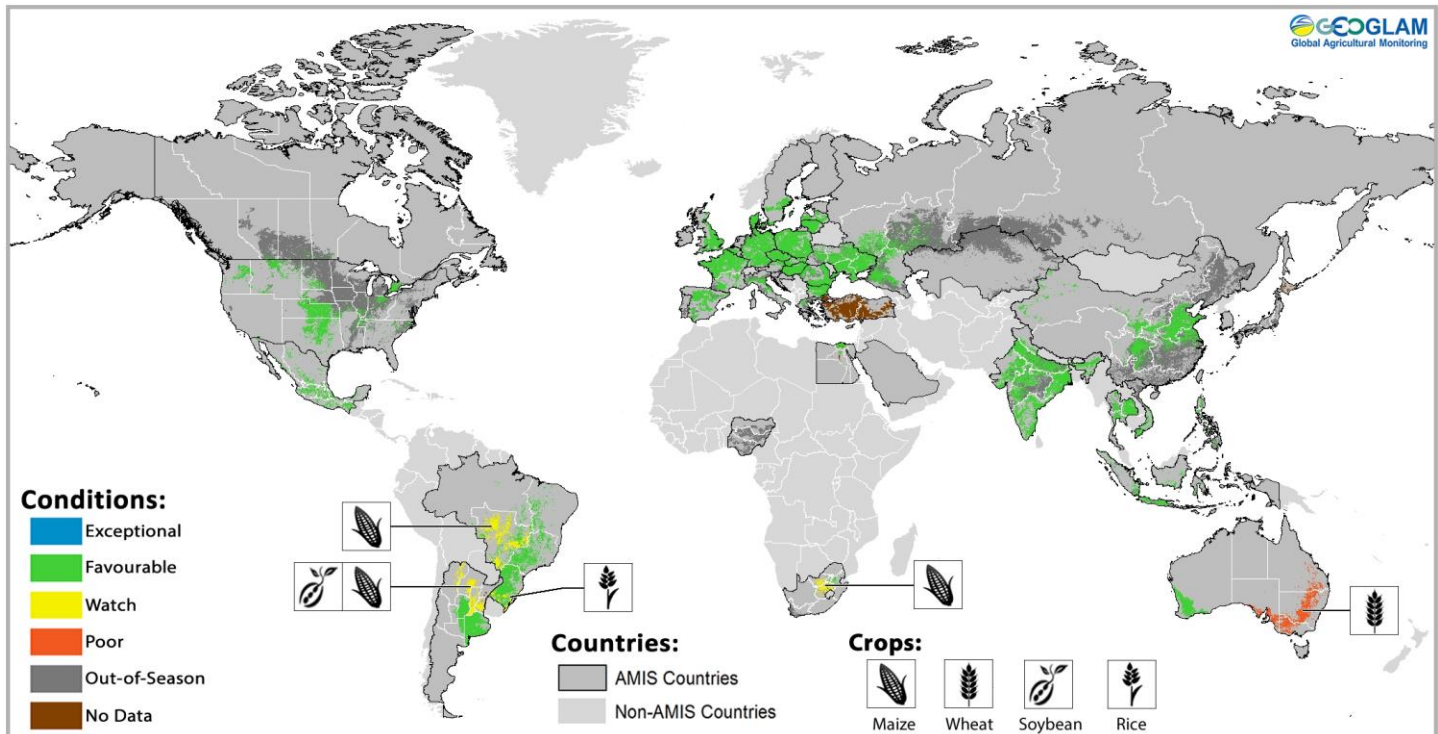 GEOGLAM
Global Agricultural Monitoring
Conditions:
Exceptional
Favourable
Watch
Poor
Out-of-Season
No Data
Countries:
AMIS Countries
Non-AMIS Countries
Crops:
Maize
Wheat
Soybean
Rice